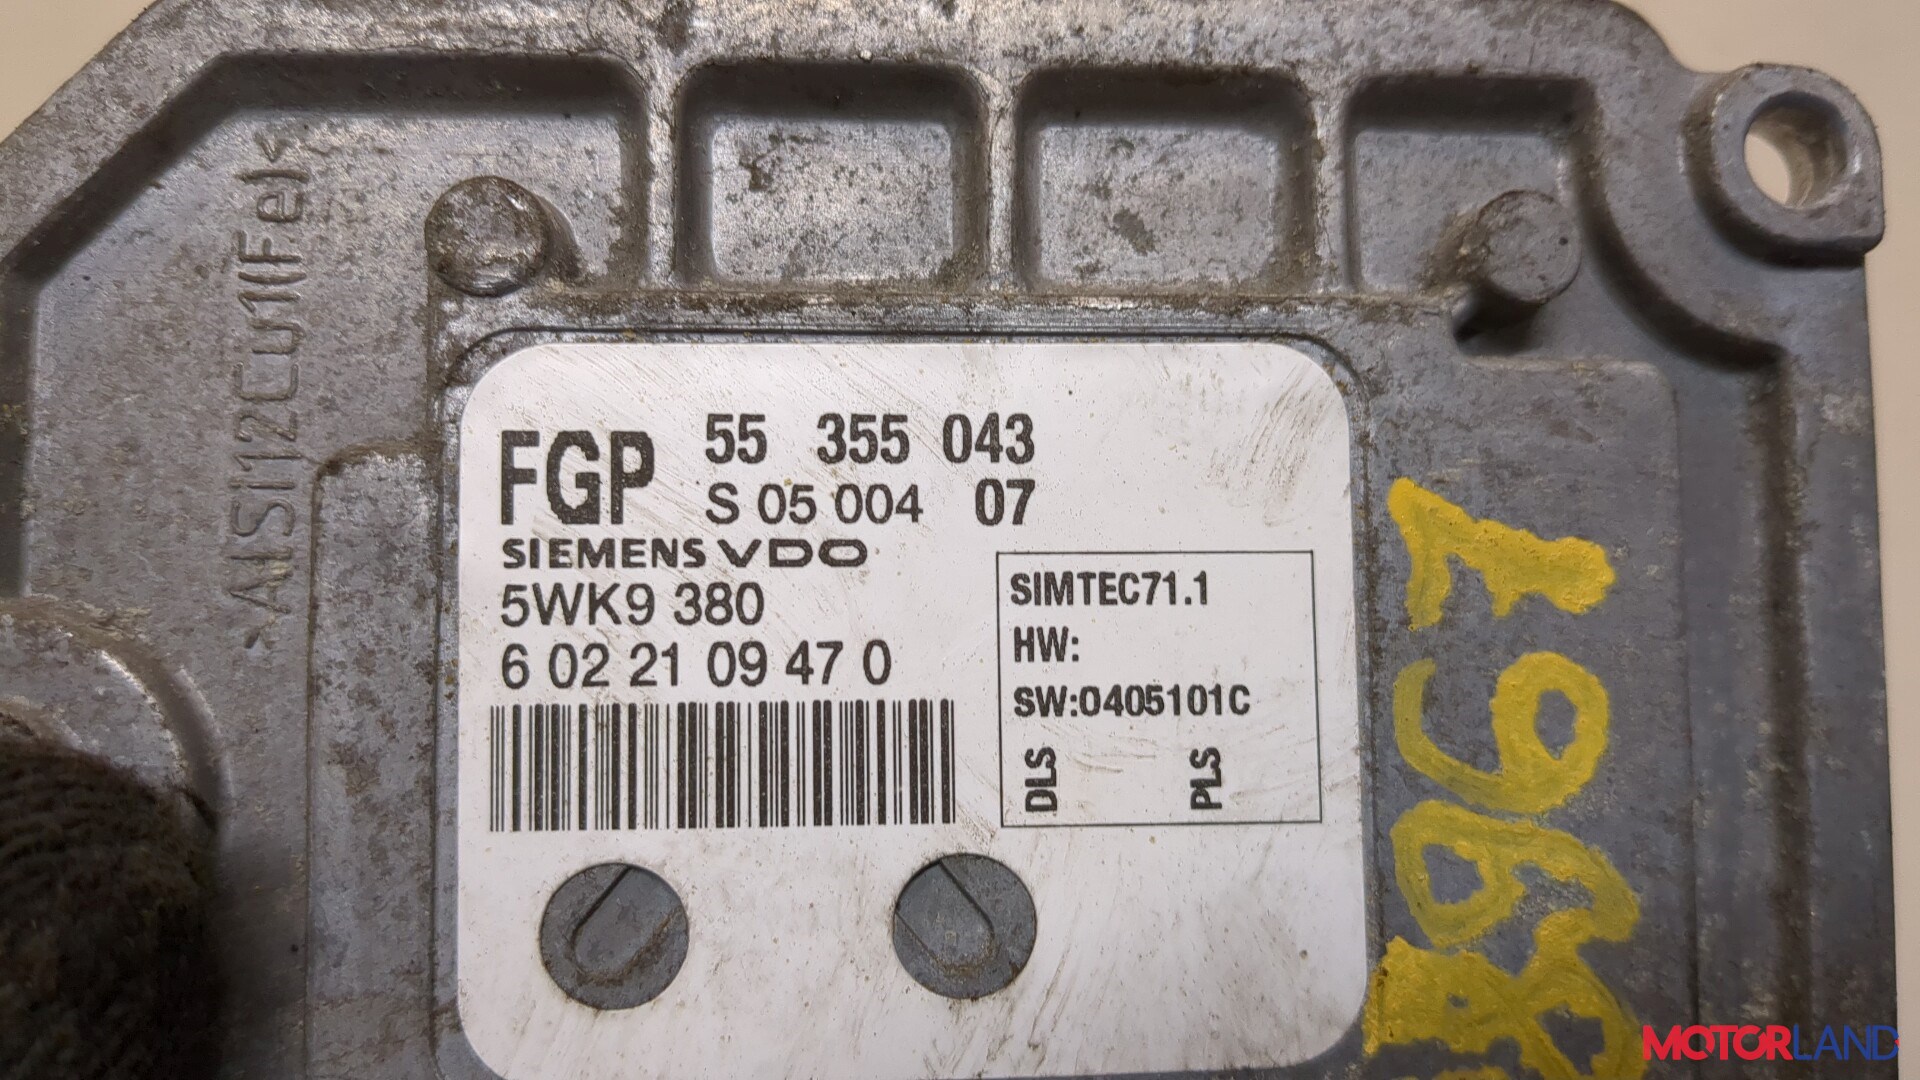 >AlSi12Cu1(Fe)<
FGP 55 355 043
S 05 004 07
SIEMENS VDO
5WK9 380
6 02 21 09 47 0
SIMTEC71.1
HW:
SW:0405101C
DLS PLS
MOTORLAND